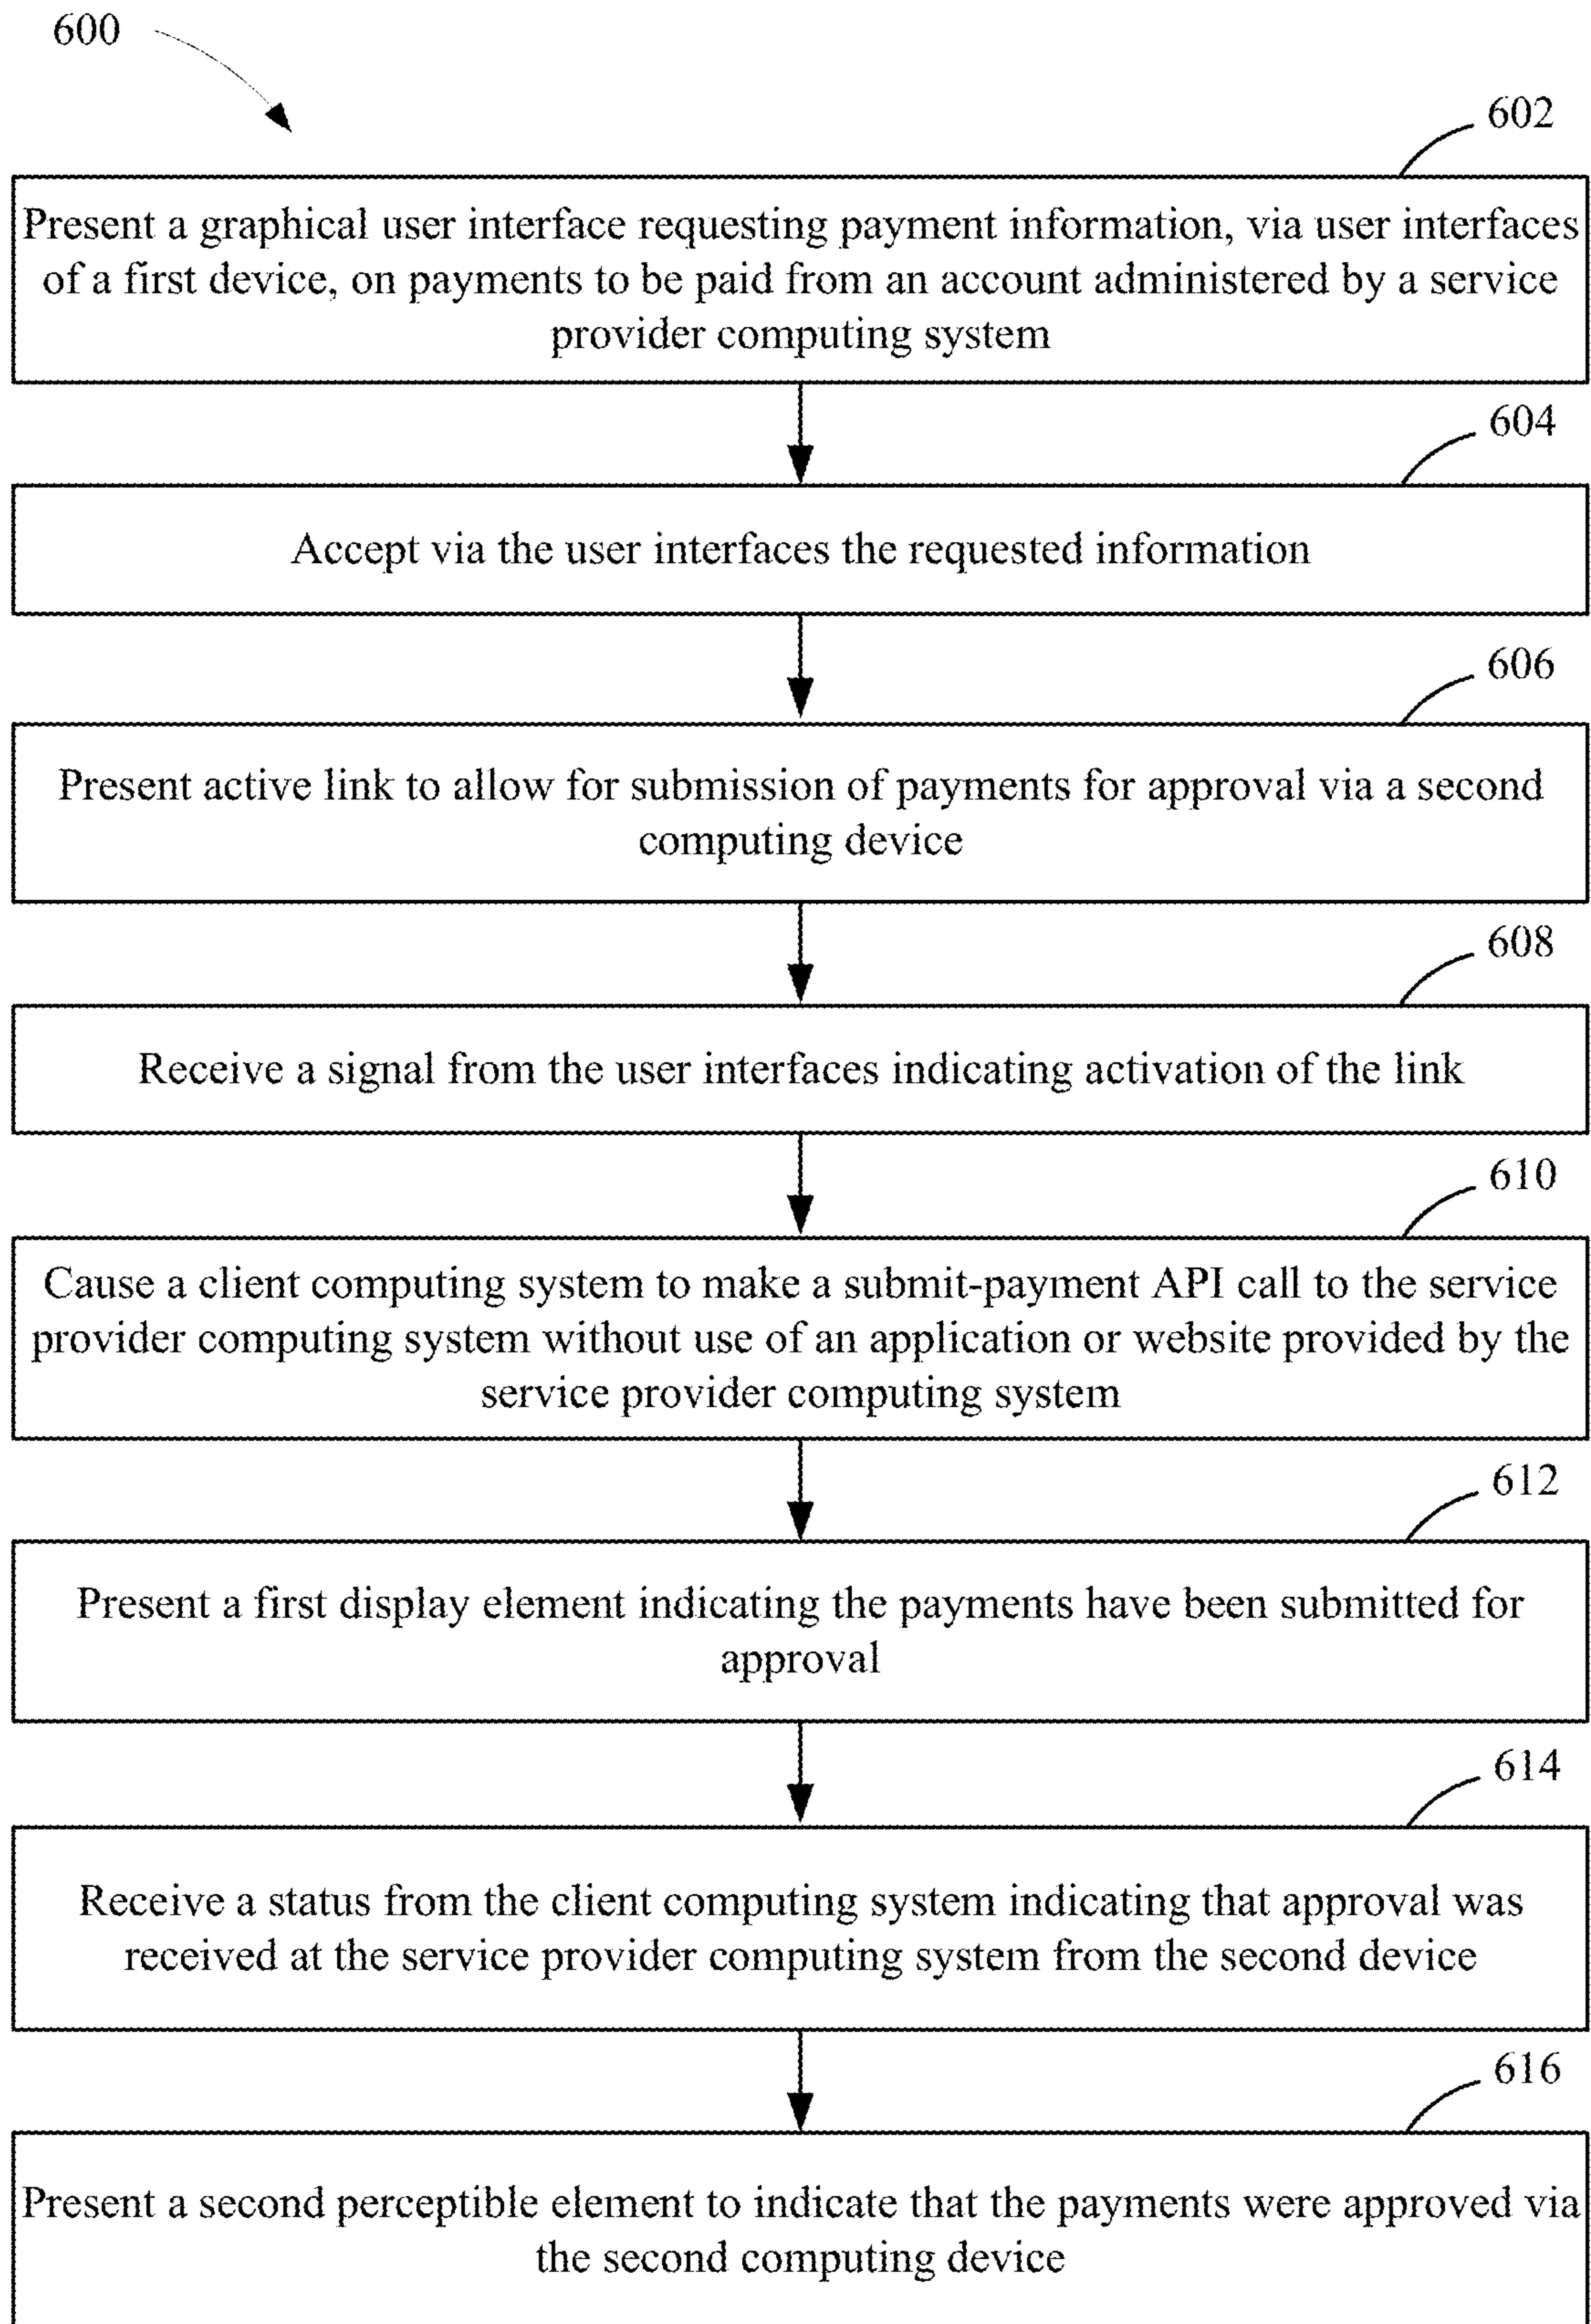 600
602
Present a graphical user interface requesting payment information, via user interfaces
of a first device, on payments to be paid from an account administered by a service
provider computing system
604
Accept via the user interfaces the requested information
606
Present active link to allow for submission of payments for approval via a second
computing device
608
Receive a signal from the user interfaces indicating activation of the link
610
Cause a client computing system to make a submit-payment API call to the service
provider computing system without use of an application or website provided by the
service provider computing system
612
Present a first display element indicating the payments have been submitted for
approval
614
Receive a status from the client computing system indicating that approval was
received at the service provider computing system from the second device
616
Present a second perceptible element to indicate that the payments were approved via
the second computing device